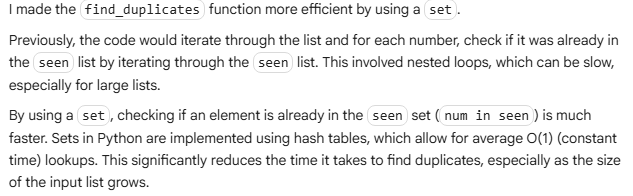 I made the find_duplicates function more efficient by using a set.
Previously, the code would iterate through the list and for each number, check if it was already in
the seen list by iterating through the seen list. This involved nested loops, which can be slow,
especially for large lists.
By using a set, checking if an element is already in the seen set (num in seen) is much
faster. Sets in Python are implemented using hash tables, which allow for average O(1) (constant
time) lookups. This significantly reduces the time it takes to find duplicates, especially as the size
of the input list grows.